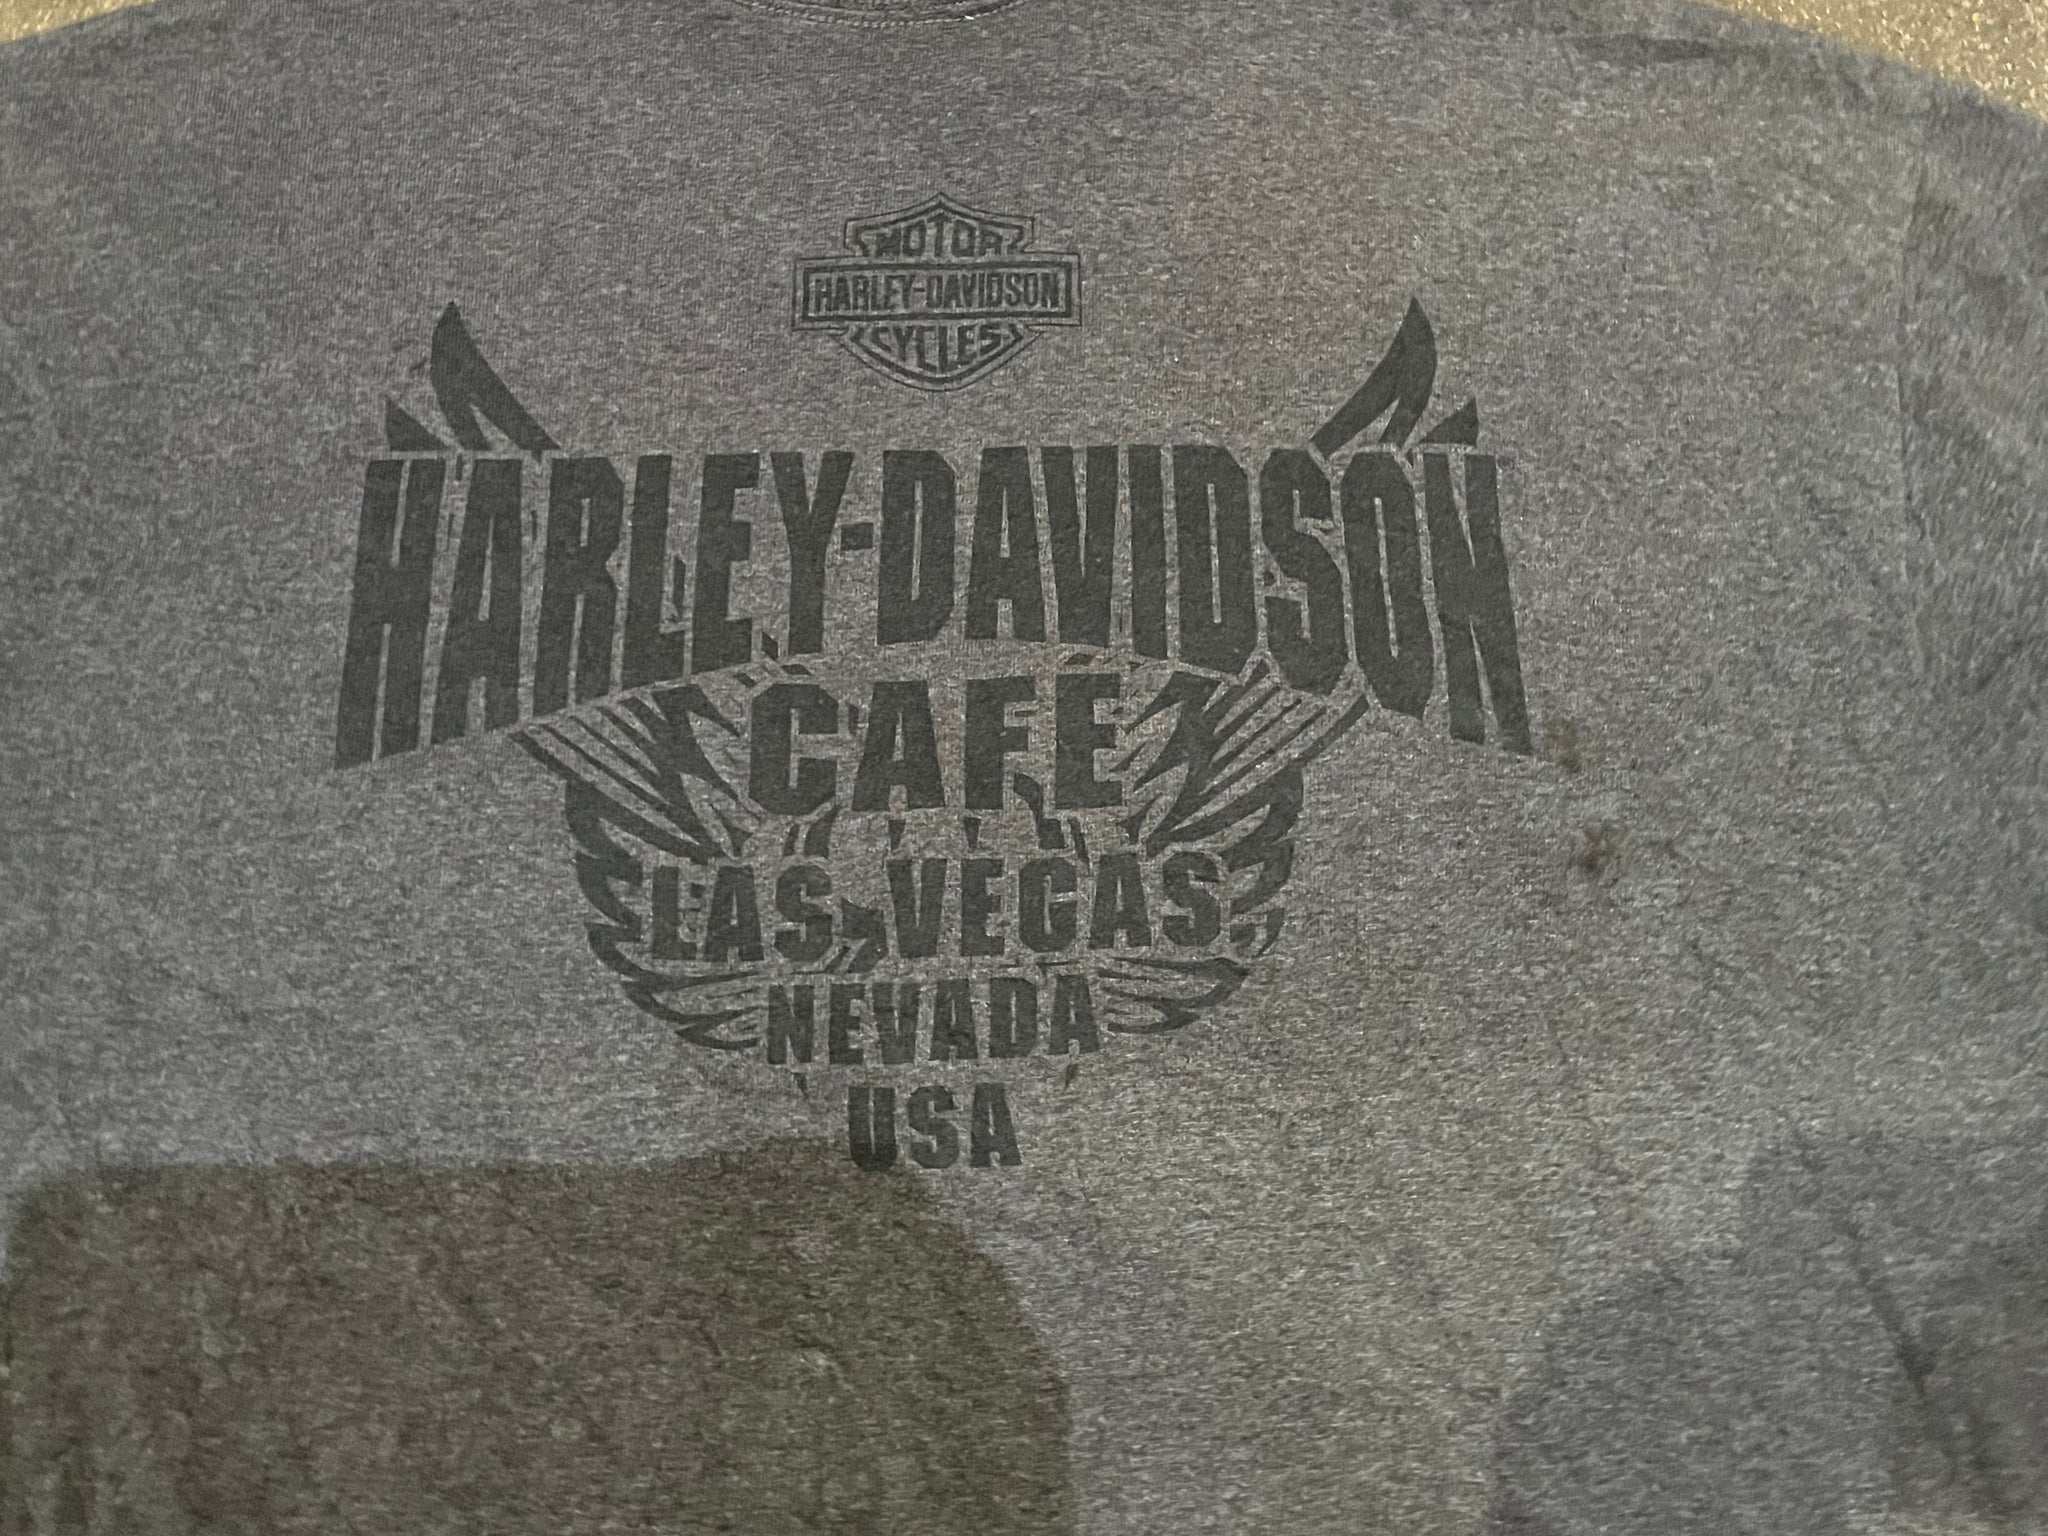 MOTOR
HARLEY-DAVIDSON
CYCLES
HARLEY-DAVIDSON
CAFE
LAS VEGAS
NEVADA
USA